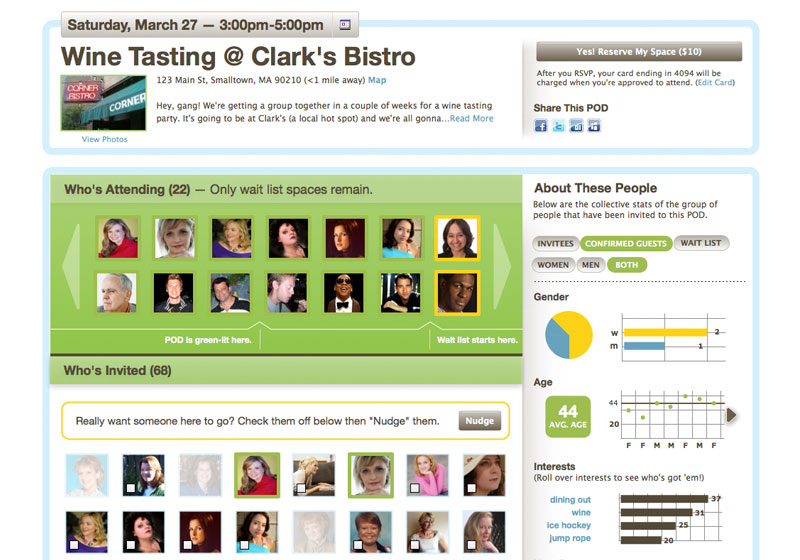 Saturday, March 27 — 3:00pm-5:00pm
Wine Tasting @ Clark's Bistro
123 Main St, Smalltown, MA 90210 (<1 mile away) Map
Hey, gang! We're getting a group together in a couple of weeks for a wine tasting
party. It's going to be at Clark's (a local hot spot) and we're all gonna...Read More
CORNER
BISTRO
CORNER
View Photos
Yes! Reserve My Space ($10)
After you RSVP, your card ending in 4094 will be
charged when you're approved to attend. (Edit Card)
Share This POD
Who's Attending (22) — Only wait list spaces remain.
POD is green-lit here.
Wait list starts here.
Who's Invited (68)
Really want someone here to go? Check them off below then "Nudge" them.
Nudge
About These People
Below are the collective stats of the group of
people that have been invited to this POD.
INVITEES CONFIRMED GUESTS WAIT LIST
WOMEN MEN BOTH
Gender
w 2
m 1
Age
44
AVG. AGE
44
20
F F M M F
Interests
(Roll over interests to see who's got 'em!)
dining out 37
wine 31
ice hockey 25
jump rope 20